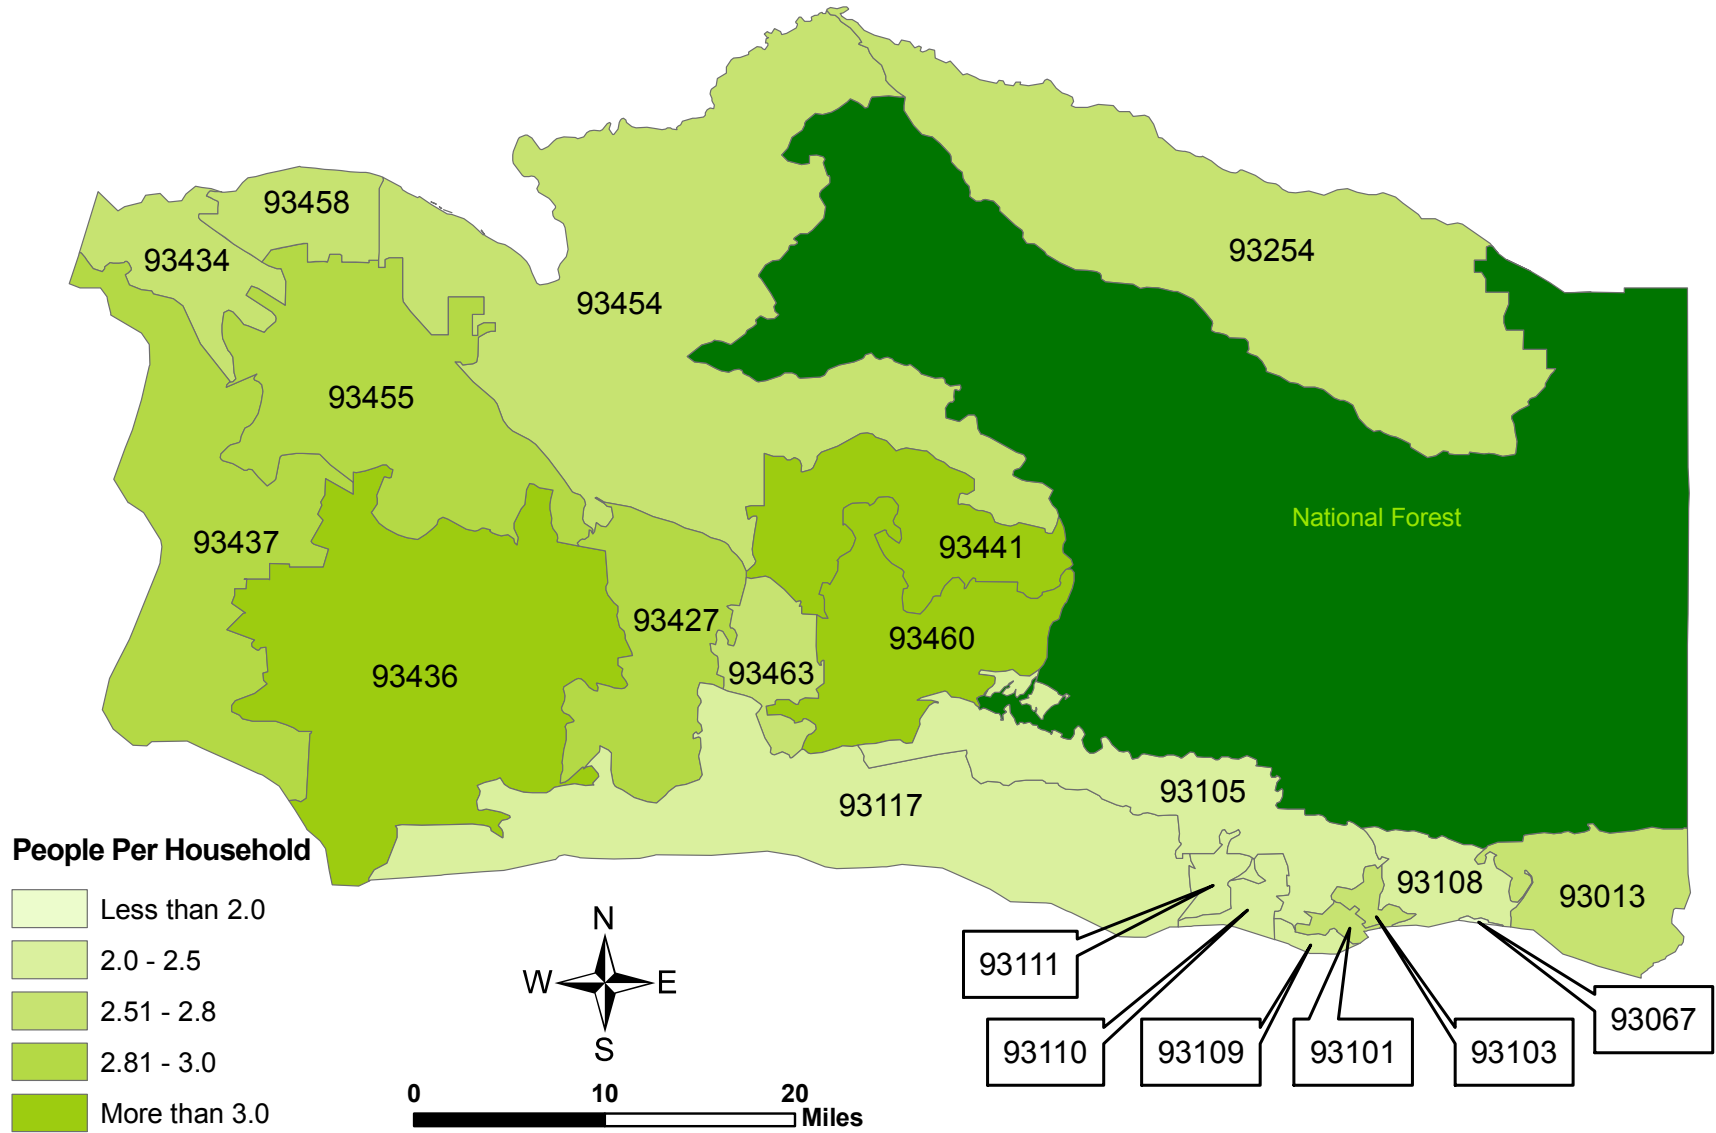 93458
93434
93254
93454
93455
National Forest
93437
93441
93427
93460
93463
93436
93117
93105
People Per Household
93108
93013
Less than 2.0
2.0 - 2.5
2.51 - 2.8
2.81 - 3.0
More than 3.0
N
W
E
S
0
10
20
Miles
93111
93110
93109
93101
93103
93067